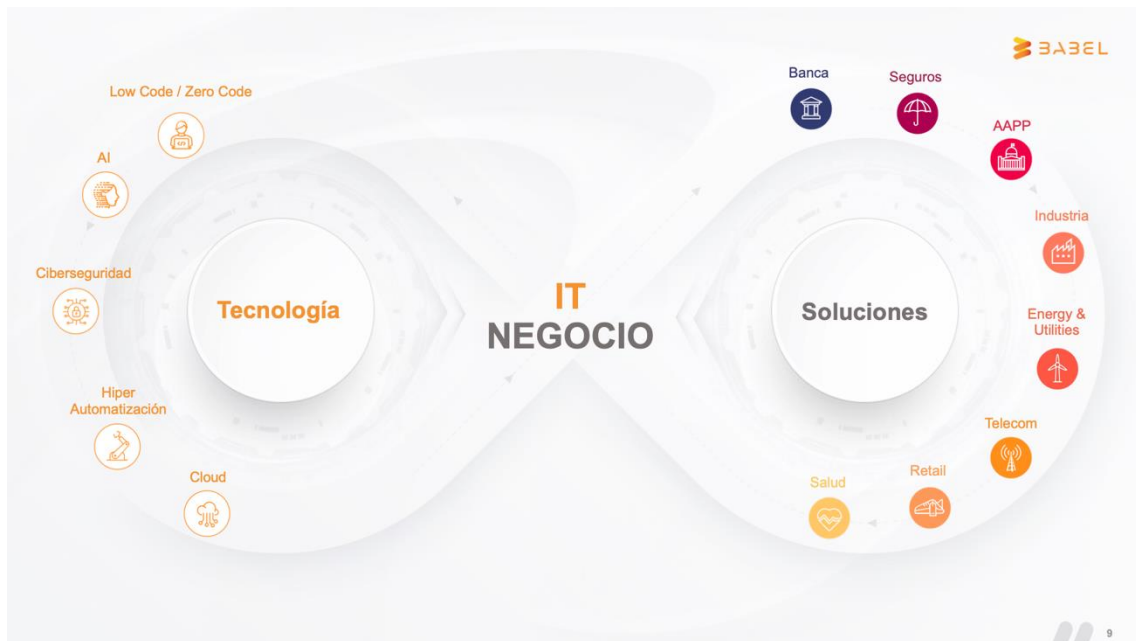 BABEL
Low Code / Zero Code
AI
Ciberseguridad
Hiper
Automatización
Cloud
Tecnología
IT
NEGOCIO
Soluciones
Banca
Seguros
AAPP
Industria
Energy &
Utilities
Telecom
Retail
Salud
9